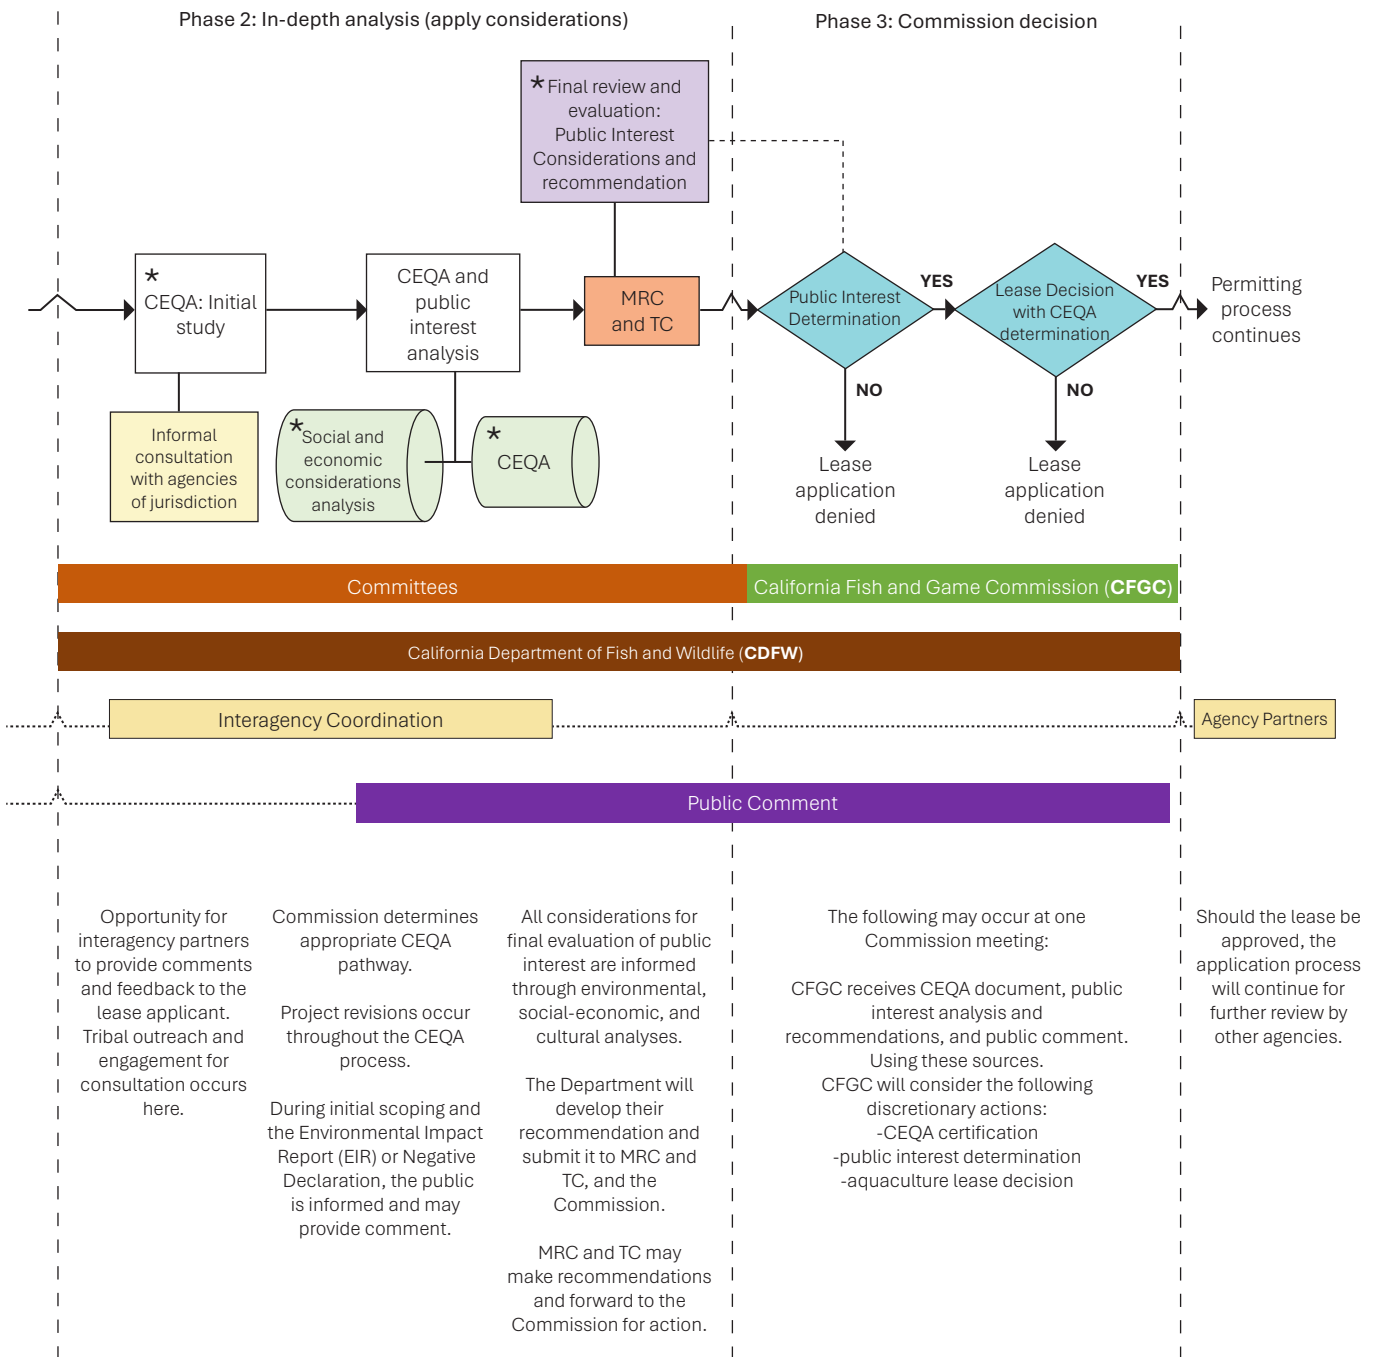 Phase 2: In-depth analysis (apply considerations)
Phase 3: Commission decision
* Final review and
evaluation:
Public Interest
Considerations and
recommendation
*
CEQA: Initial
study
CEQA and
public
interest
analysis
MRC
and TC
Public Interest
Determination
YES
Lease Decision
with CEQA
determination
YES
Permitting
process
continues
NO
NO
Informal
consultation
with agencies
of jurisdiction
* Social and
economic
considerations
analysis
*
CEQA
Lease
application
denied
Lease
application
denied
Committees
California Fish and Game Commission (CFGC)
California Department of Fish and Wildlife (CDFW)
Interagency Coordination
Agency Partners
Public Comment
Opportunity for
interagency partners
to provide comments
and feedback to the
lease applicant.
Tribal outreach and
engagement for
consultation occurs
here.
Commission determines
appropriate CEQA
pathway.
Project revisions occur
throughout the CEQA
process.
During initial scoping and
the Environmental Impact
Report (EIR) or Negative
Declaration, the public
is informed and may
provide comment.
All considerations for
final evaluation of public
interest are informed
through environmental,
social-economic, and
cultural analyses.
The Department will
develop their
recommendation and
submit it to MRC and
TC, and the
Commission.
MRC and TC may
make recommendations
and forward to the
Commission for action.
The following may occur at one
Commission meeting:
CFGC receives CEQA document, public
interest analysis and
recommendations, and public comment.
Using these sources.
CFGC will consider the following
discretionary actions:
-CEQA certification
-public interest determination
-aquaculture lease decision
Should the lease be
approved, the
application process
will continue for
further review by
other agencies.